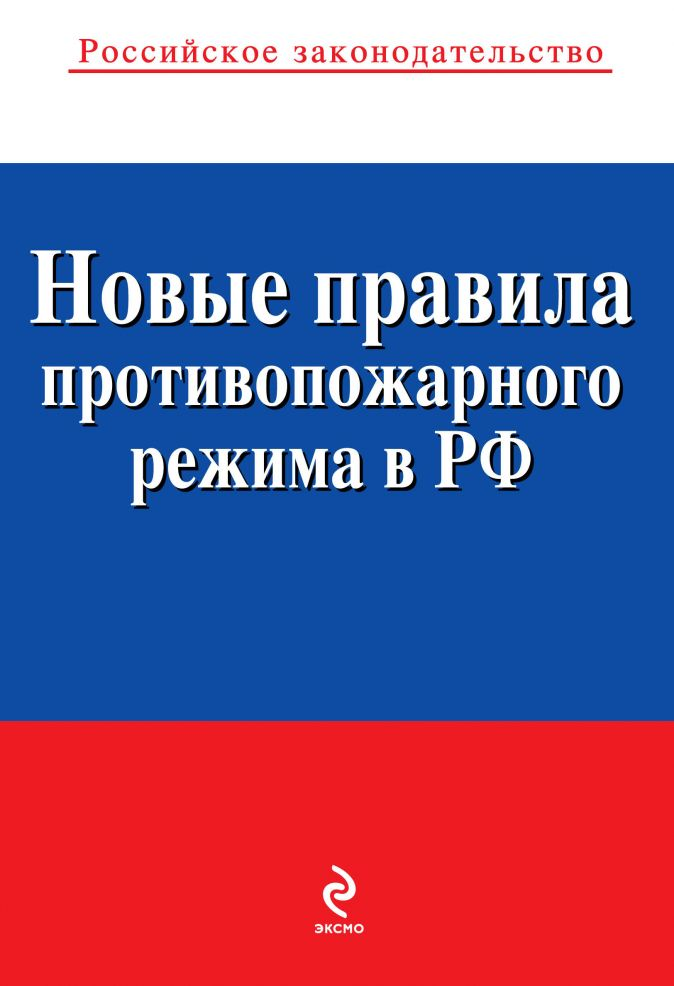 Российское законодательство
Новые правила
противопожарного
режима в РФ
ЭКСМО